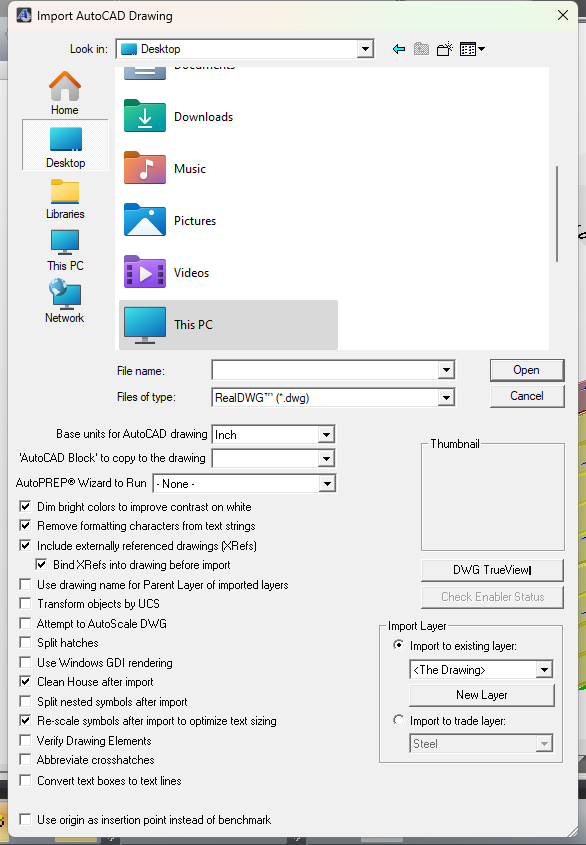 Import AutoCAD Drawing
Look in:
Desktop
Home
Desktop
Libraries
This PC
Network
Documents
Downloads
Music
Pictures
Videos
This PC
File name:
Open
Files of type:
RealDWG™ (*.dwg)
Cancel
Base units for AutoCAD drawing
Inch
'AutoCAD Block' to copy to the drawing
AutoPREP® Wizard to Run
- None -
Dim bright colors to improve contrast on white
Remove formatting characters from text strings
Include externally referenced drawings (XRefs)
Bind XRefs into drawing before import
Use drawing name for Parent Layer of imported layers
Transform objects by UCS
Attempt to AutoScale DWG
Split hatches
Use Windows GDI rendering
Clean House after import
Split nested symbols after import
Re-scale symbols after import to optimize text sizing
Verify Drawing Elements
Abbreviate crosshatches
Convert text boxes to text lines
Use origin as insertion point instead of benchmark
Thumbnail
DWG TrueView
Check Enabler Status
Import Layer
Import to existing layer:
<The Drawing>
New Layer
Import to trade layer:
Steel